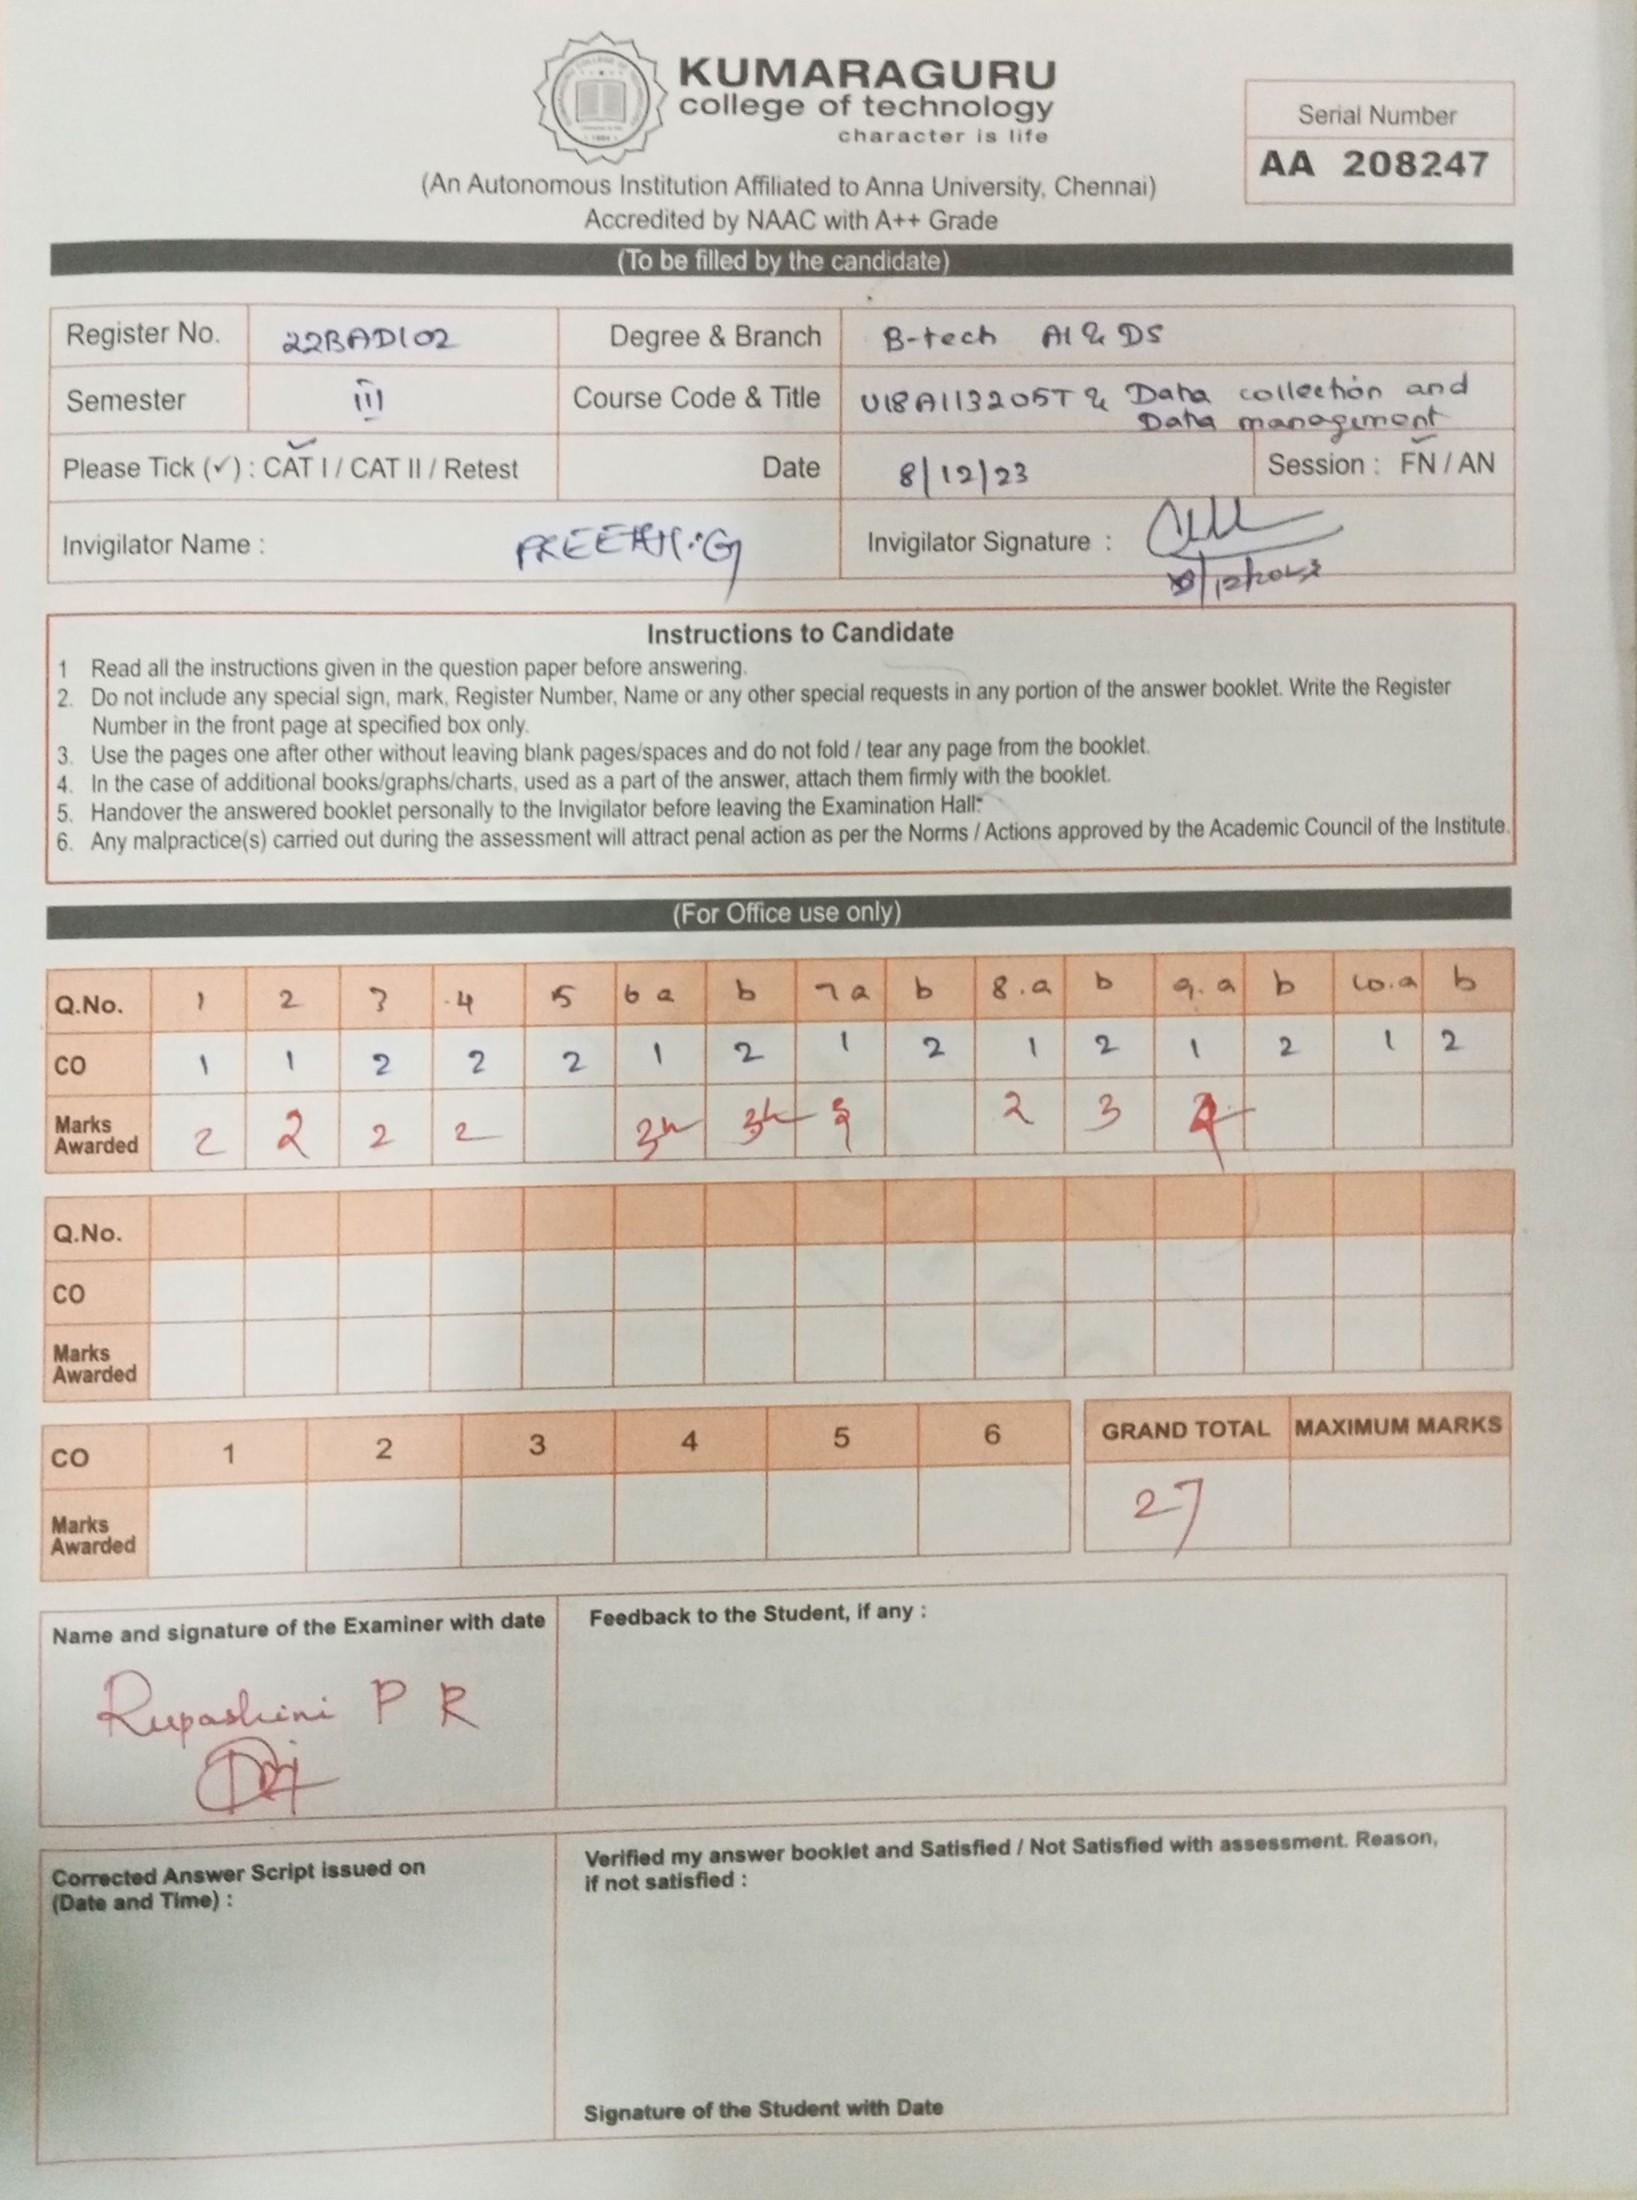 KUMARAGURU
college of technology
character is life
Serial Number
AA 208247
(An Autonomous Institution Affiliated to Anna University, Chennai)
Accredited by NAAC with A++ Grade
(To be filled by the candidate)
Register No. 22BAD102 Degree & Branch B-tech AI & DS
Semester III Course Code & Title U18AII3205T & Data collection and
Data management
Please Tick (✓) : CAT I / CAT II / Retest Date 8/12/23 Session : FN / AN
Invigilator Name : Invigilator Signature :
Instructions to Candidate
1 Read all the instructions given in the question paper before answering.
2. Do not include any special sign, mark, Register Number, Name or any other special requests in any portion of the answer booklet. Write the Register
Number in the front page at specified box only.
3. Use the pages one after other without leaving blank pages/spaces and do not fold / tear any page from the booklet.
4. In the case of additional books/graphs/charts, used as a part of the answer, attach them firmly with the booklet.
5. Handover the answered booklet personally to the Invigilator before leaving the Examination Hall.
6. Any malpractice(s) carried out during the assessment will attract penal action as per the Norms / Actions approved by the Academic Council of the Institute.
(For Office use only)
Q.No. 1 2 3 4 5 6 a b 7 a b 8.a b 9.a b 10.a b
CO 1 1 2 2 2 1 2 1 2 1 2 1 2 1 2
Marks
Awarded 2 2 2 2 2 3
Q.No.
CO
Marks
Awarded
CO 1 2 3 4 5 6 GRAND TOTAL MAXIMUM MARKS
Marks
Awarded 27
Name and signature of the Examiner with date
Rupashini P R
Feedback to the Student, if any :
Corrected Answer Script issued on
(Date and Time) :
Verified my answer booklet and Satisfied / Not Satisfied with assessment. Reason,
if not satisfied :
Signature of the Student with Date